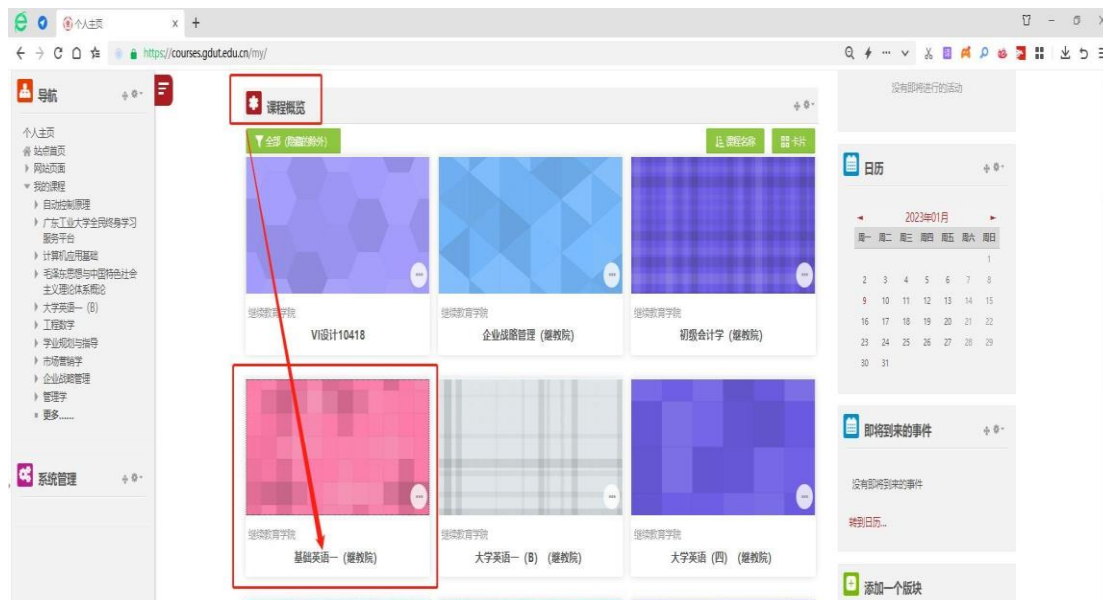 个人主页
https://courses.gdut.edu.cn/my/
导航
个人主页
站点首页
网站页面
我的课程
自动控制原理
广东工业大学全民终身学习
服务平台
计算机应用基础
毛泽东思想与中国特色社会
主义理论体系概论
大学英语一 (B)
工程数学
学业规划与指导
市场营销学
企业战略管理
管理学
更多......
系统管理
课程概览
全部 (隐藏的除外)
课程名称
卡片
继续教育学院
VI设计10418
继续教育学院
企业战略管理 (继教院)
继续教育学院
初级会计学 (继教院)
继续教育学院
基础英语一 (继教院)
继续教育学院
大学英语一 (B) (继教院)
继续教育学院
大学英语 (四) (继教院)
没有即将进行的活动
日历
2023年01月
周一 周二 周三 周四 周五 周六 周日
1
2 3 4 5 6 7 8
9 10 11 12 13 14 15
16 17 18 19 20 21 22
23 24 25 26 27 28 29
30 31
即将到来的事件
没有即将到来的事件
转到日历...
添加一个版块